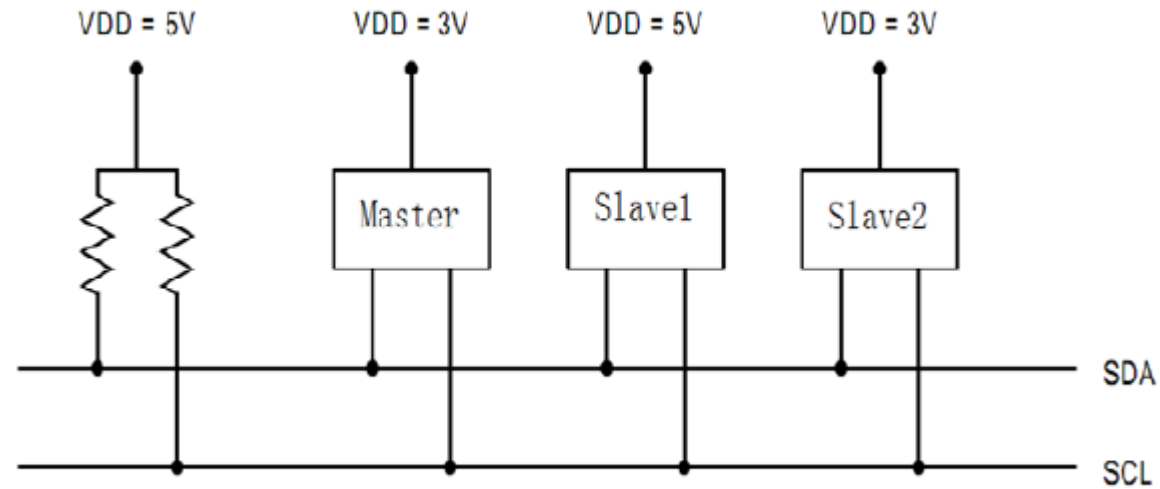 VDD = 5V VDD = 3V VDD = 5V VDD = 3V
Master Slave1 Slave2
SDA
SCL